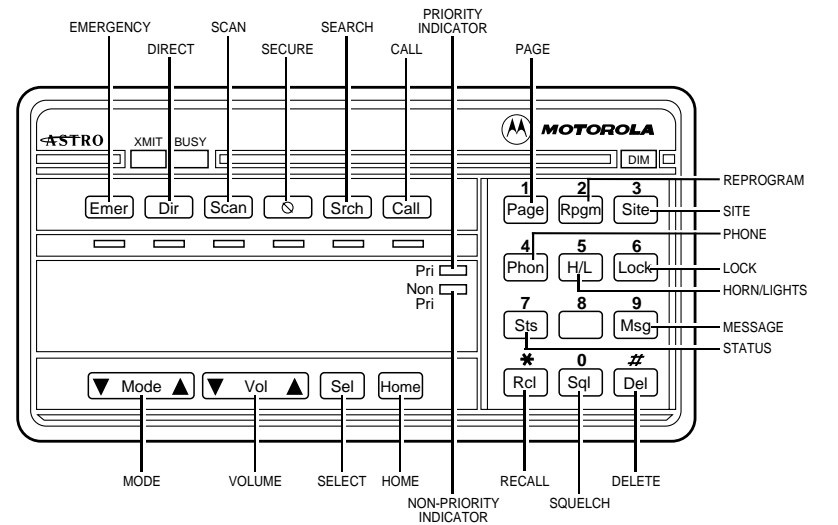 PRIORITY
INDICATOR
EMERGENCY SCAN SEARCH
DIRECT SECURE CALL PAGE
ASTRO XMIT BUSY MOTOROLA
DIM
1 2 3
Emer Dir Scan Srch Call Page Rpgm Site
REPROGRAM
SITE
PHONE
4 5 6
Pri Phon H/L Lock
LOCK
Non
Pri
HORN/LIGHTS
7 8 9
Sts Msg
MESSAGE
STATUS
* 0 #
▼ Mode ▲ ▼ Vol ▲ Sel Home Rcl Sql Del
MODE VOLUME SELECT HOME RECALL DELETE
NON-PRIORITY
INDICATOR
SQUELCH